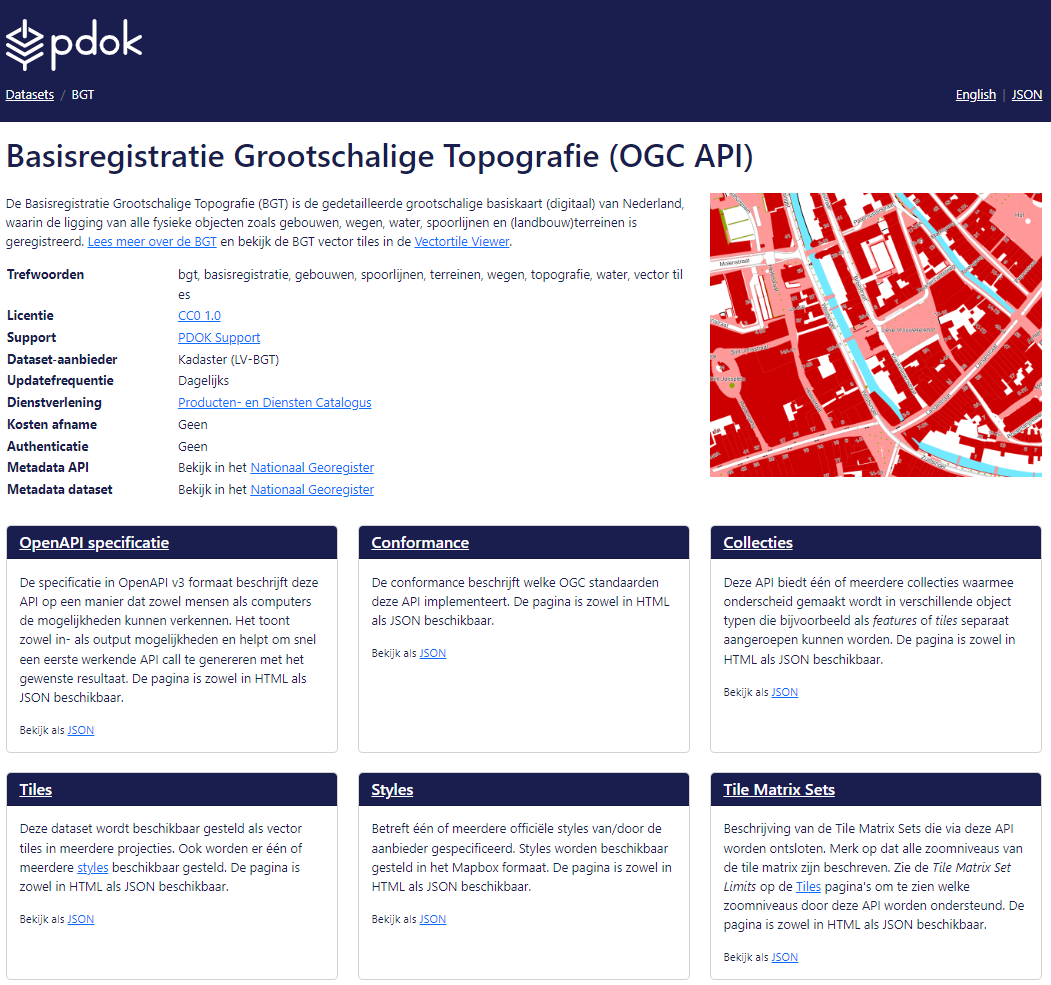 pdok
Datasets / BGT
English | JSON
Basisregistratie Grootschalige Topografie (OGC API)
De Basisregistratie Grootschalige Topografie (BGT) is de gedetailleerde grootschalige basiskaart (digitaal) van Nederland,
waarin de ligging van alle fysieke objecten zoals gebouwen, wegen, water, spoorlijnen en (landbouw)terreinen is
geregistreerd. Lees meer over de BGT en bekijk de BGT vector tiles in de Vectortile Viewer.
Trefwoorden bgt, basisregistratie, gebouwen, spoorlijnen, terreinen, wegen, topografie, water, vector til
es
Licentie CC0 1.0
Support PDOK Support
Dataset-aanbieder Kadaster (LV-BGT)
Updatefrequentie Dagelijks
Dienstverlening Producten- en Diensten Catalogus
Kosten afname Geen
Authenticatie Geen
Metadata API Bekijk in het Nationaal Georegister
Metadata dataset Bekijk in het Nationaal Georegister
Molenstraat
OpenAPI specificatie
De specificatie in OpenAPI v3 formaat beschrijft deze
API op een manier dat zowel mensen als computers
de mogelijkheden kunnen verkennen. Het toont
zowel in- als output mogelijkheden en helpt om snel
een eerste werkende API call te genereren met het
gewenste resultaat. De pagina is zowel in HTML als
JSON beschikbaar.
Bekijk als JSON
Conformance
De conformance beschrijft welke OGC standaarden
deze API implementeert. De pagina is zowel in HTML
als JSON beschikbaar.
Bekijk als JSON
Collecties
Deze API biedt één of meerdere collecties waarmee
onderscheid gemaakt wordt in verschillende object
typen die bijvoorbeeld als features of tiles separaat
aangeroepen kunnen worden. De pagina is zowel in
HTML als JSON beschikbaar.
Bekijk als JSON
Tiles
Deze dataset wordt beschikbaar gesteld als vector
tiles in meerdere projecties. Ook worden er één of
meerdere styles beschikbaar gesteld. De pagina is
zowel in HTML als JSON beschikbaar.
Bekijk als JSON
Styles
Betreft één of meerdere officiële styles van/door de
aanbieder gespecificeerd. Styles worden beschikbaar
gesteld in het Mapbox formaat. De pagina is zowel in
HTML als JSON beschikbaar.
Bekijk als JSON
Tile Matrix Sets
Beschrijving van de Tile Matrix Sets die via deze API
worden ontsloten. Merk op dat alle zoomniveaus van
de tile matrix zijn beschreven. Zie de Tile Matrix Set
Limits op de Tiles pagina's om te zien welke
zoomniveaus door deze API worden ondersteund. De
pagina is zowel in HTML als JSON beschikbaar.
Bekijk als JSON